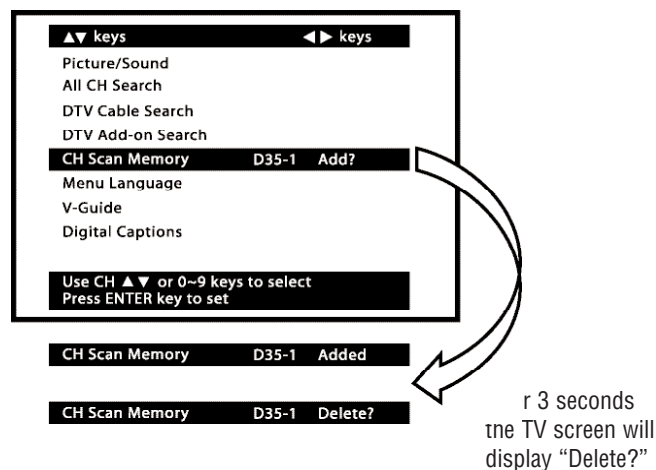 ▲▼ keys ◀▶ keys
Picture/Sound
All CH Search
DTV Cable Search
DTV Add-on Search
CH Scan Memory D35-1 Add?
Menu Language
V-Guide
Digital Captions
Use CH ▲▼ or 0~9 keys to select
Press ENTER key to set
CH Scan Memory D35-1 Added
CH Scan Memory D35-1 Delete?
r 3 seconds
the TV screen will
display “Delete?”